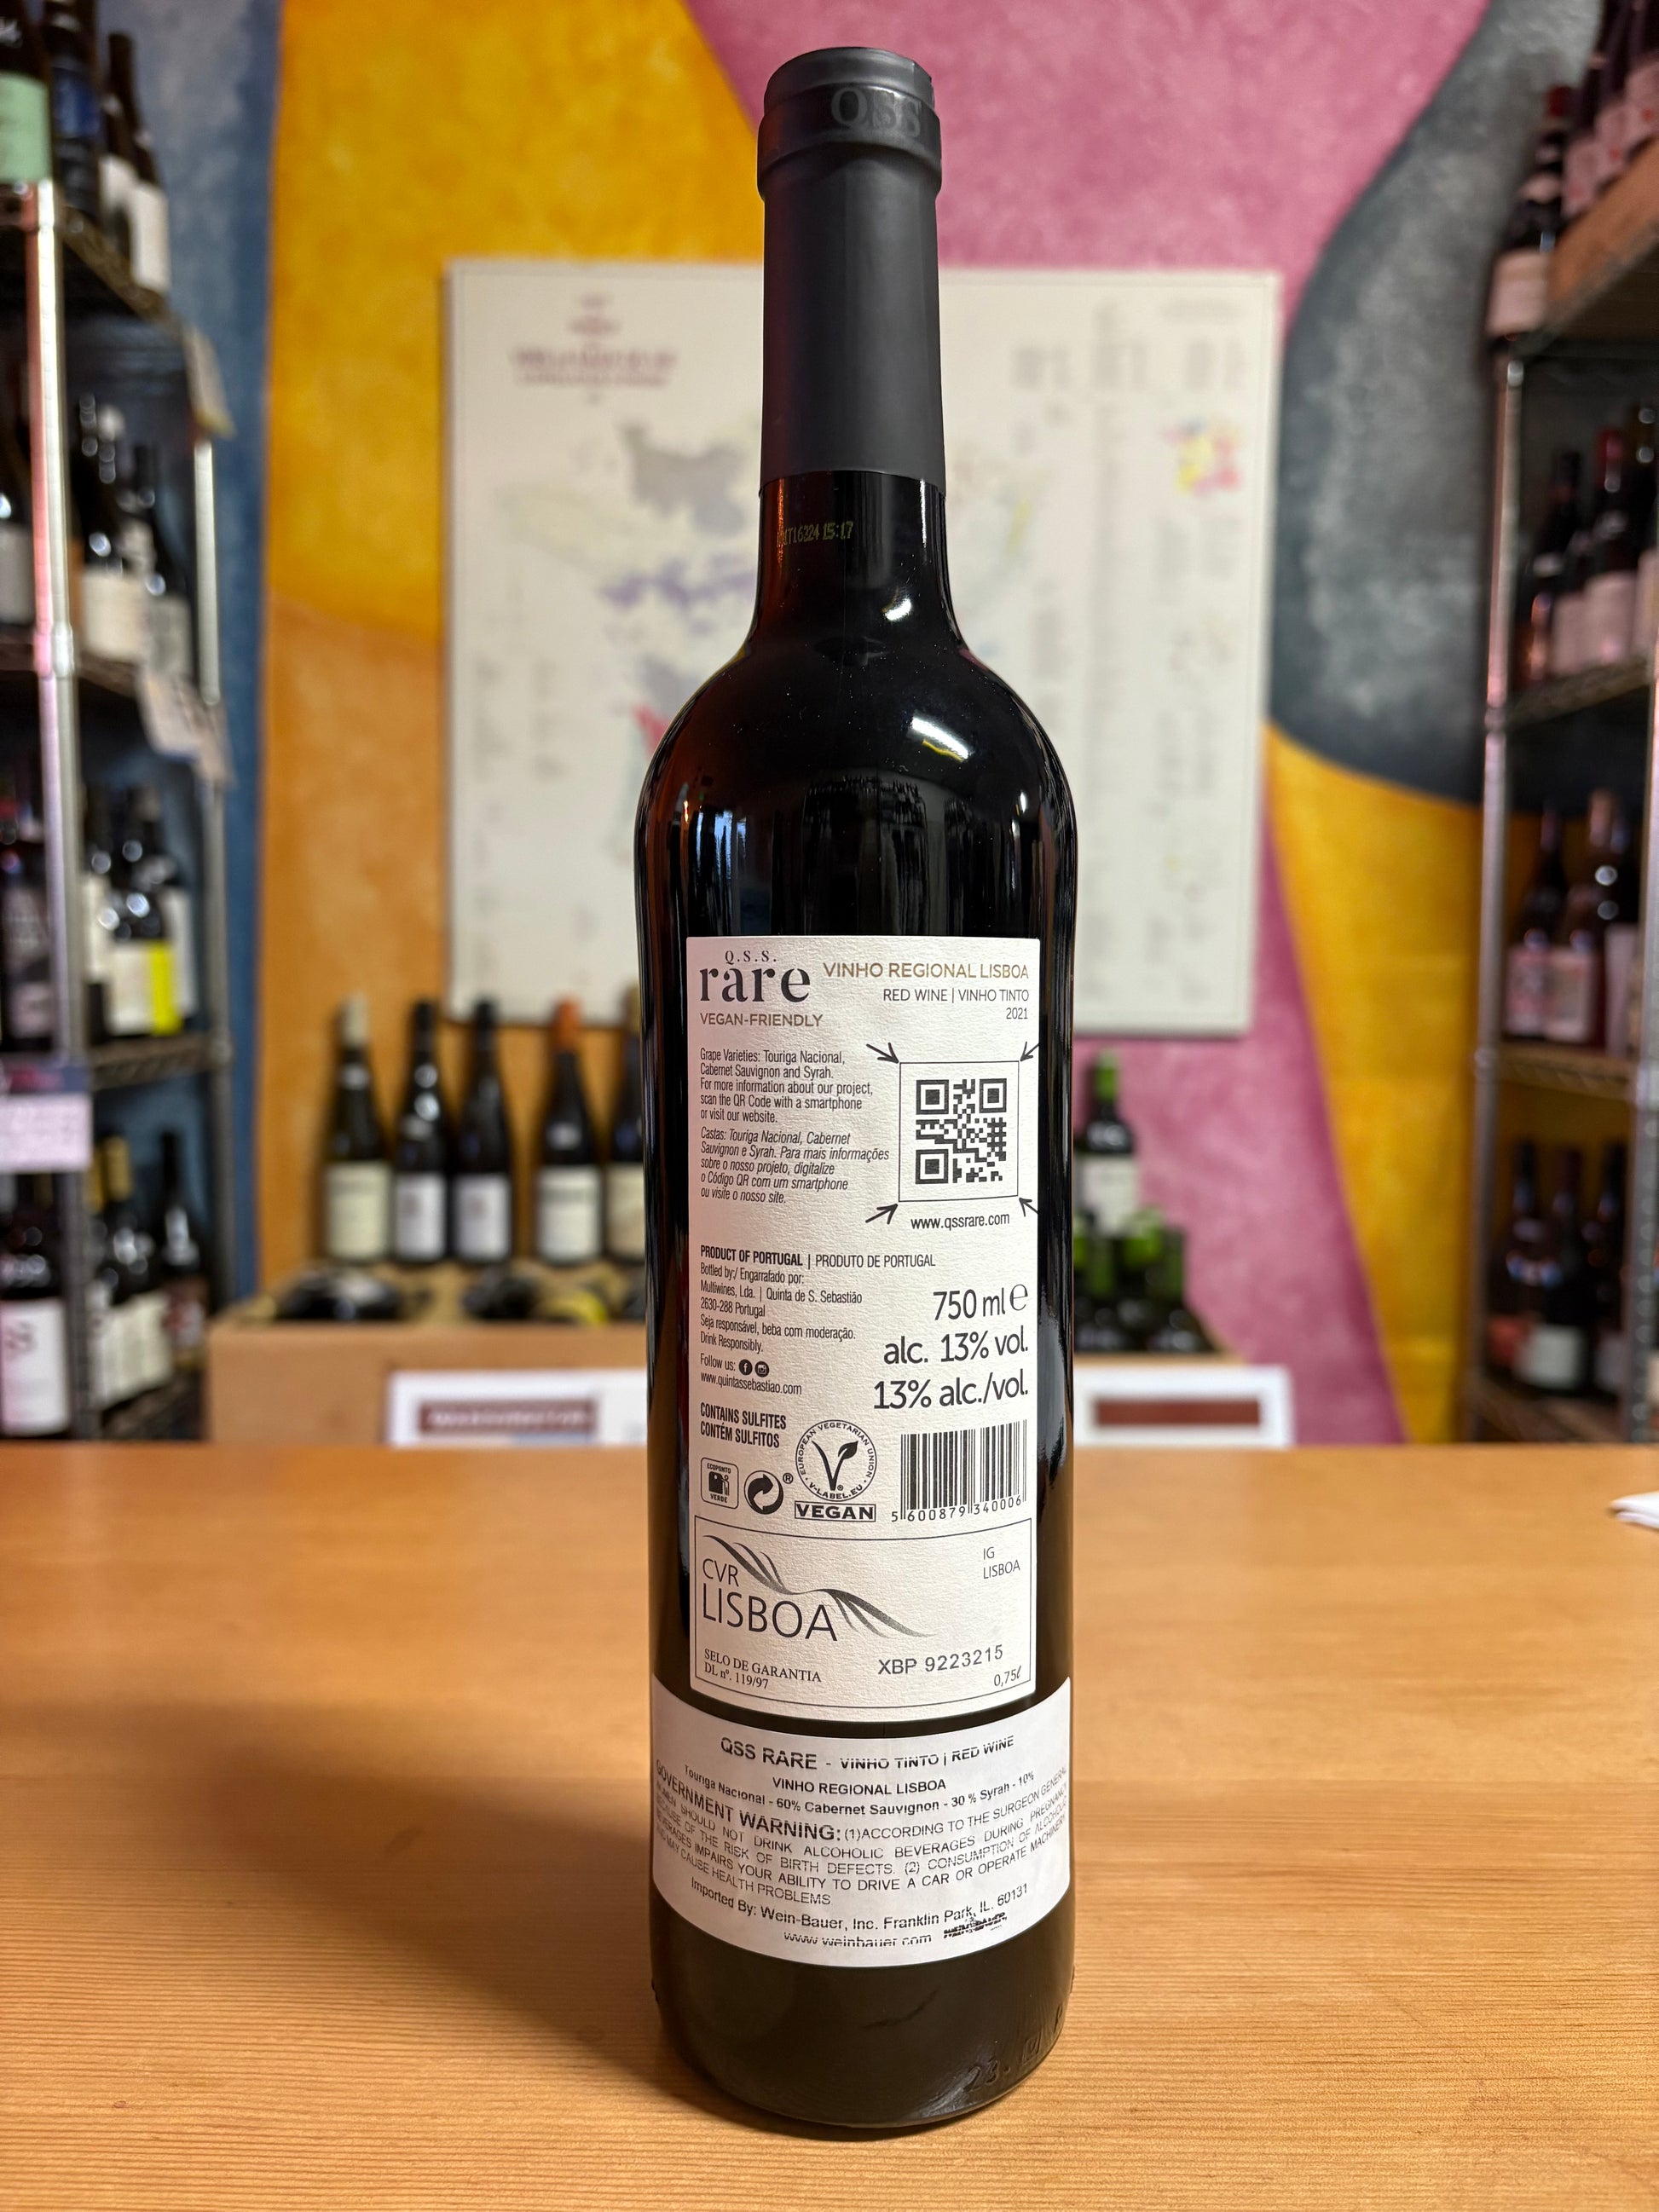 QSS
1T16324 15:17
Q.S.S.
rare
VEGAN-FRIENDLY
VINHO REGIONAL LISBOA
RED WINE | VINHO TINTO
2021
Grape Varieties: Touriga Nacional,
Cabernet Sauvignon and Syrah.
For more information about our project,
scan the QR Code with a smartphone
or visit our website.
Castas: Touriga Nacional, Cabernet
Sauvignon e Syrah. Para mais informações
sobre o nosso projeto, digitalize
o Código QR com um smartphone
ou visite o nosso site.
www.qssrare.com
PRODUCT OF PORTUGAL | PRODUTO DE PORTUGAL
Bottled by:/ Engarrafado por:
Multiwines, Lda. | Quinta de S. Sebastião
2630-288 Portugal
Seja responsável, beba com moderação.
Drink Responsibly.
Follow us:
www.quintassebastiao.com
750 ml e
alc. 13% vol.
13% alc./vol.
CONTAINS SULFITES
CONTÉM SULFITOS
ECOPONTO
VERDE
®
EUROPEAN VEGETARIAN UNION
V-LABEL.EU
VEGAN
5 600879 340006
CVR
LISBOA
IG
LISBOA
SELO DE GARANTIA
DL nº. 119/97
XBP 9223215
0,75ℓ
QSS RARE - VINHO TINTO | RED WINE
VINHO REGIONAL LISBOA
Touriga Nacional - 60% Cabernet Sauvignon - 30 % Syrah - 10%
GOVERNMENT WARNING: (1)ACCORDING TO THE SURGEON GENERAL
WOMEN SHOULD NOT DRINK ALCOHOLIC BEVERAGES DURING PREGNANCY
BECAUSE OF THE RISK OF BIRTH DEFECTS. (2) CONSUMPTION OF ALCOHOLIC
BEVERAGES IMPAIRS YOUR ABILITY TO DRIVE A CAR OR OPERATE MACHINERY
AND MAY CAUSE HEALTH PROBLEMS
Imported By: Wein-Bauer, Inc. Franklin Park, IL. 60131
www.weinbauer.com